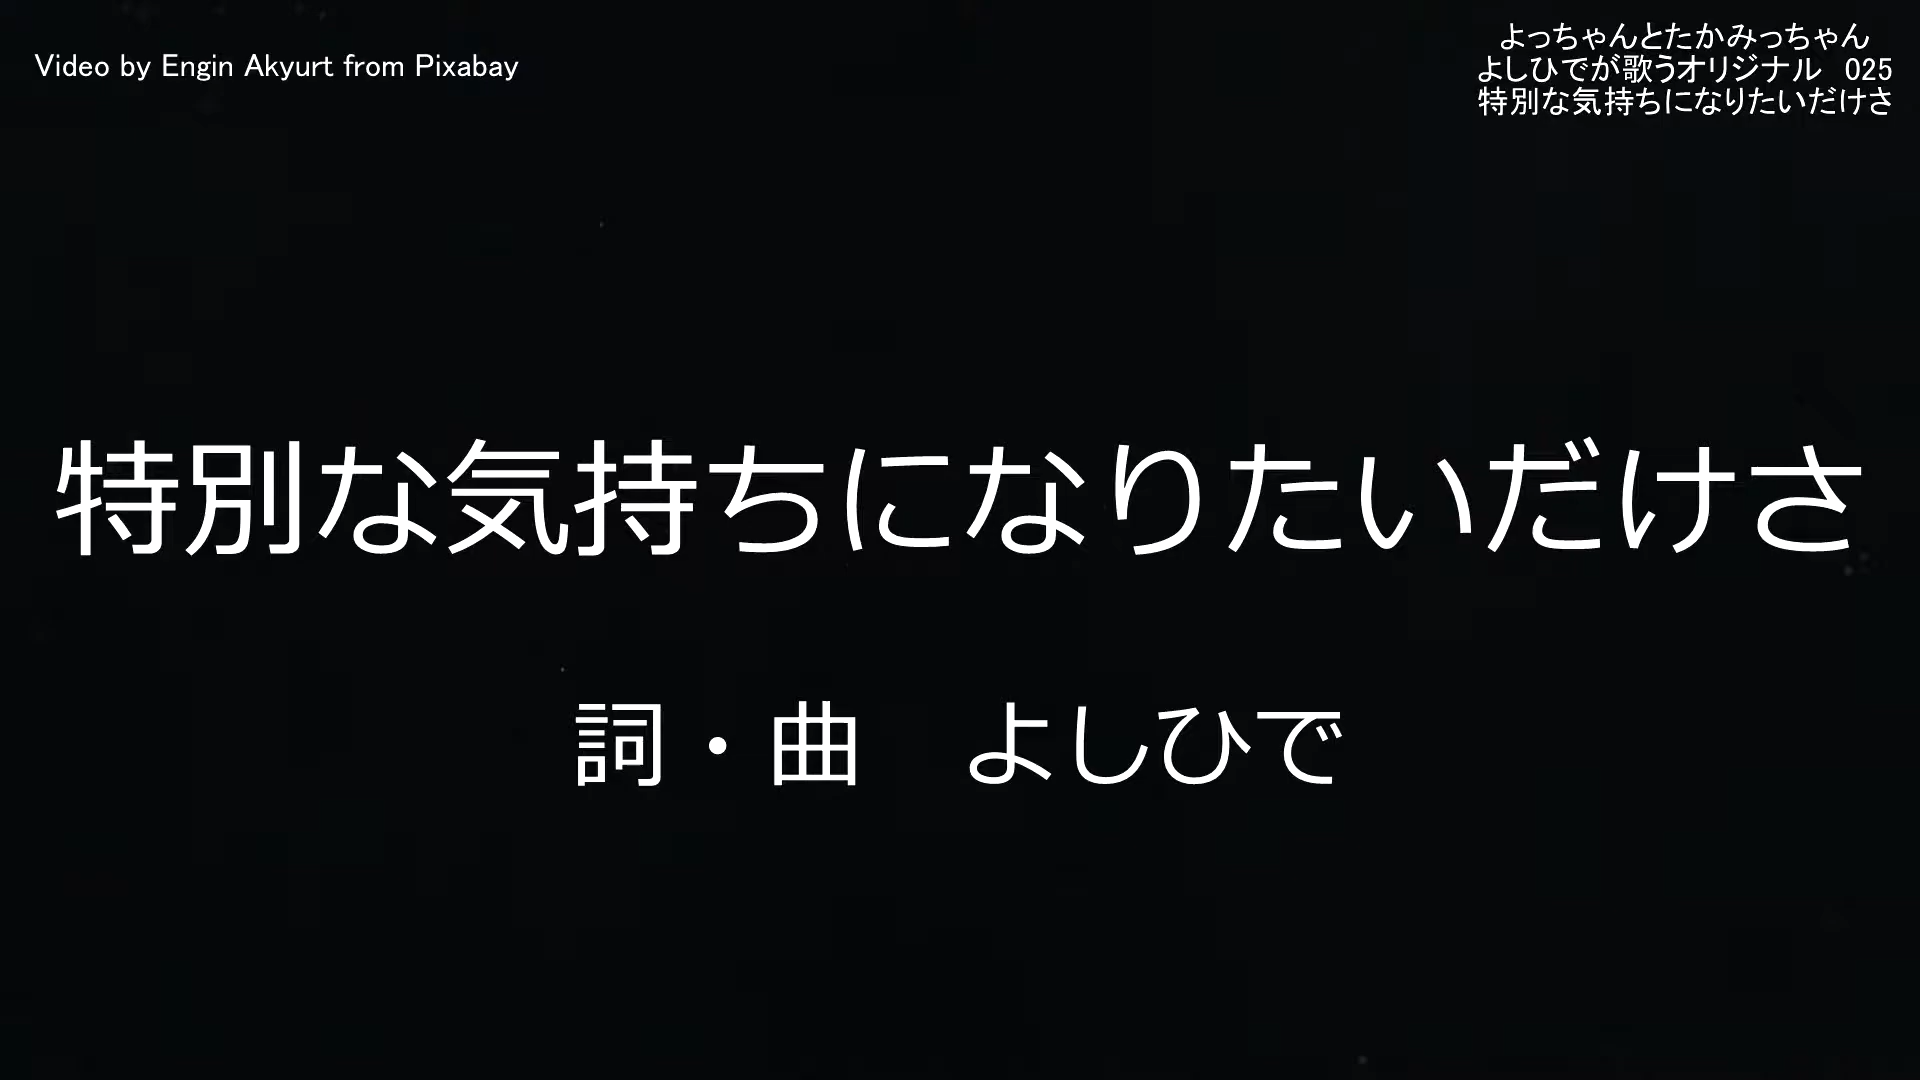 Video by Engin Akyurt from Pixabay
よっちゃんとたかみっちゃん
よしひでが歌うオリジナル　025
特別な気持ちになりたいだけさ
特別な気持ちになりたいだけさ
詞・曲　よしひで